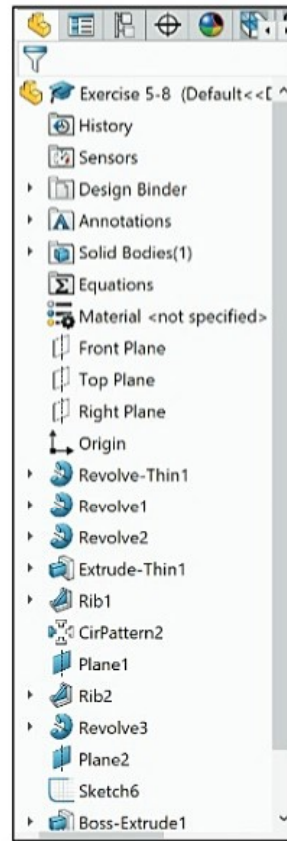 Exercise 5-8 (Default<<D
History
Sensors
Design Binder
Annotations
Solid Bodies(1)
Equations
Material <not specified>
Front Plane
Top Plane
Right Plane
Origin
Revolve-Thin1
Revolve1
Revolve2
Extrude-Thin1
Rib1
CirPattern2
Plane1
Rib2
Revolve3
Plane2
Sketch6
Boss-Extrude1